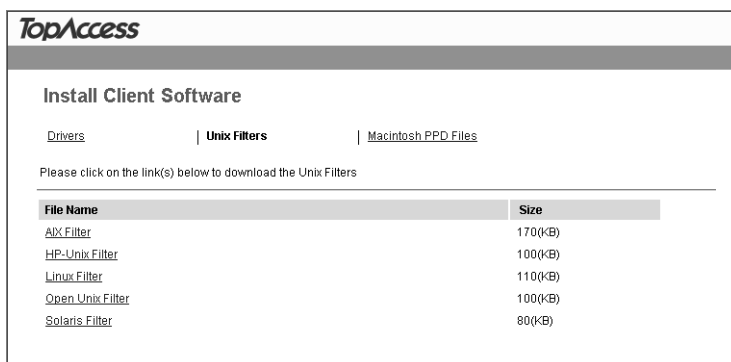 TopAccess
Install Client Software
Drivers | Unix Filters | Macintosh PPD Files
Please click on the link(s) below to download the Unix Filters
File Name Size
AIX Filter 170(KB)
HP-Unix Filter 100(KB)
Linux Filter 110(KB)
Open Unix Filter 100(KB)
Solaris Filter 80(KB)